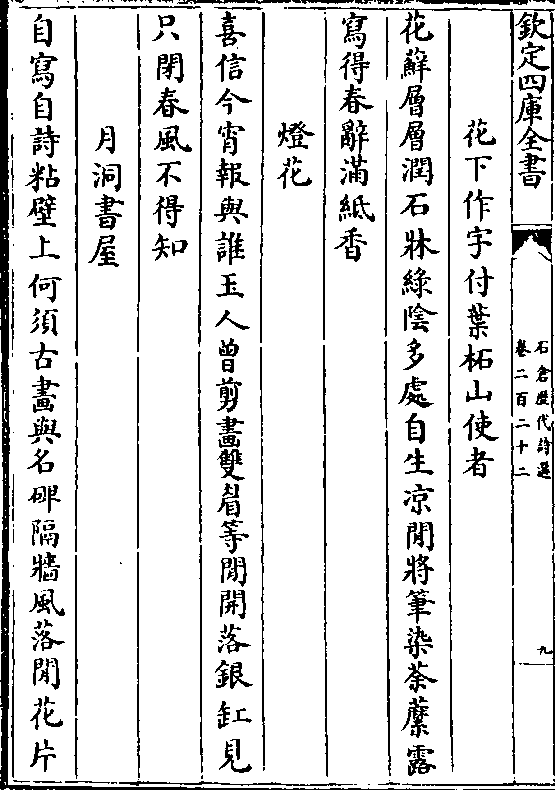 欽定四庫全書
石倉歷代詩選
卷二百二十二
九
花下作字付葉柘山使者
花蘚層層潤石牀綠陰多處自生凉閒將筆染荼蘼露
寫得春辭滿紙香
燈花
喜信今宵報與誰玉人曾剪畫雙眉等閒開落銀缸見
只閉春風不得知
月洞書屋
自寫自詩粘壁上何須古畫與名碑隔牆風落閒花片